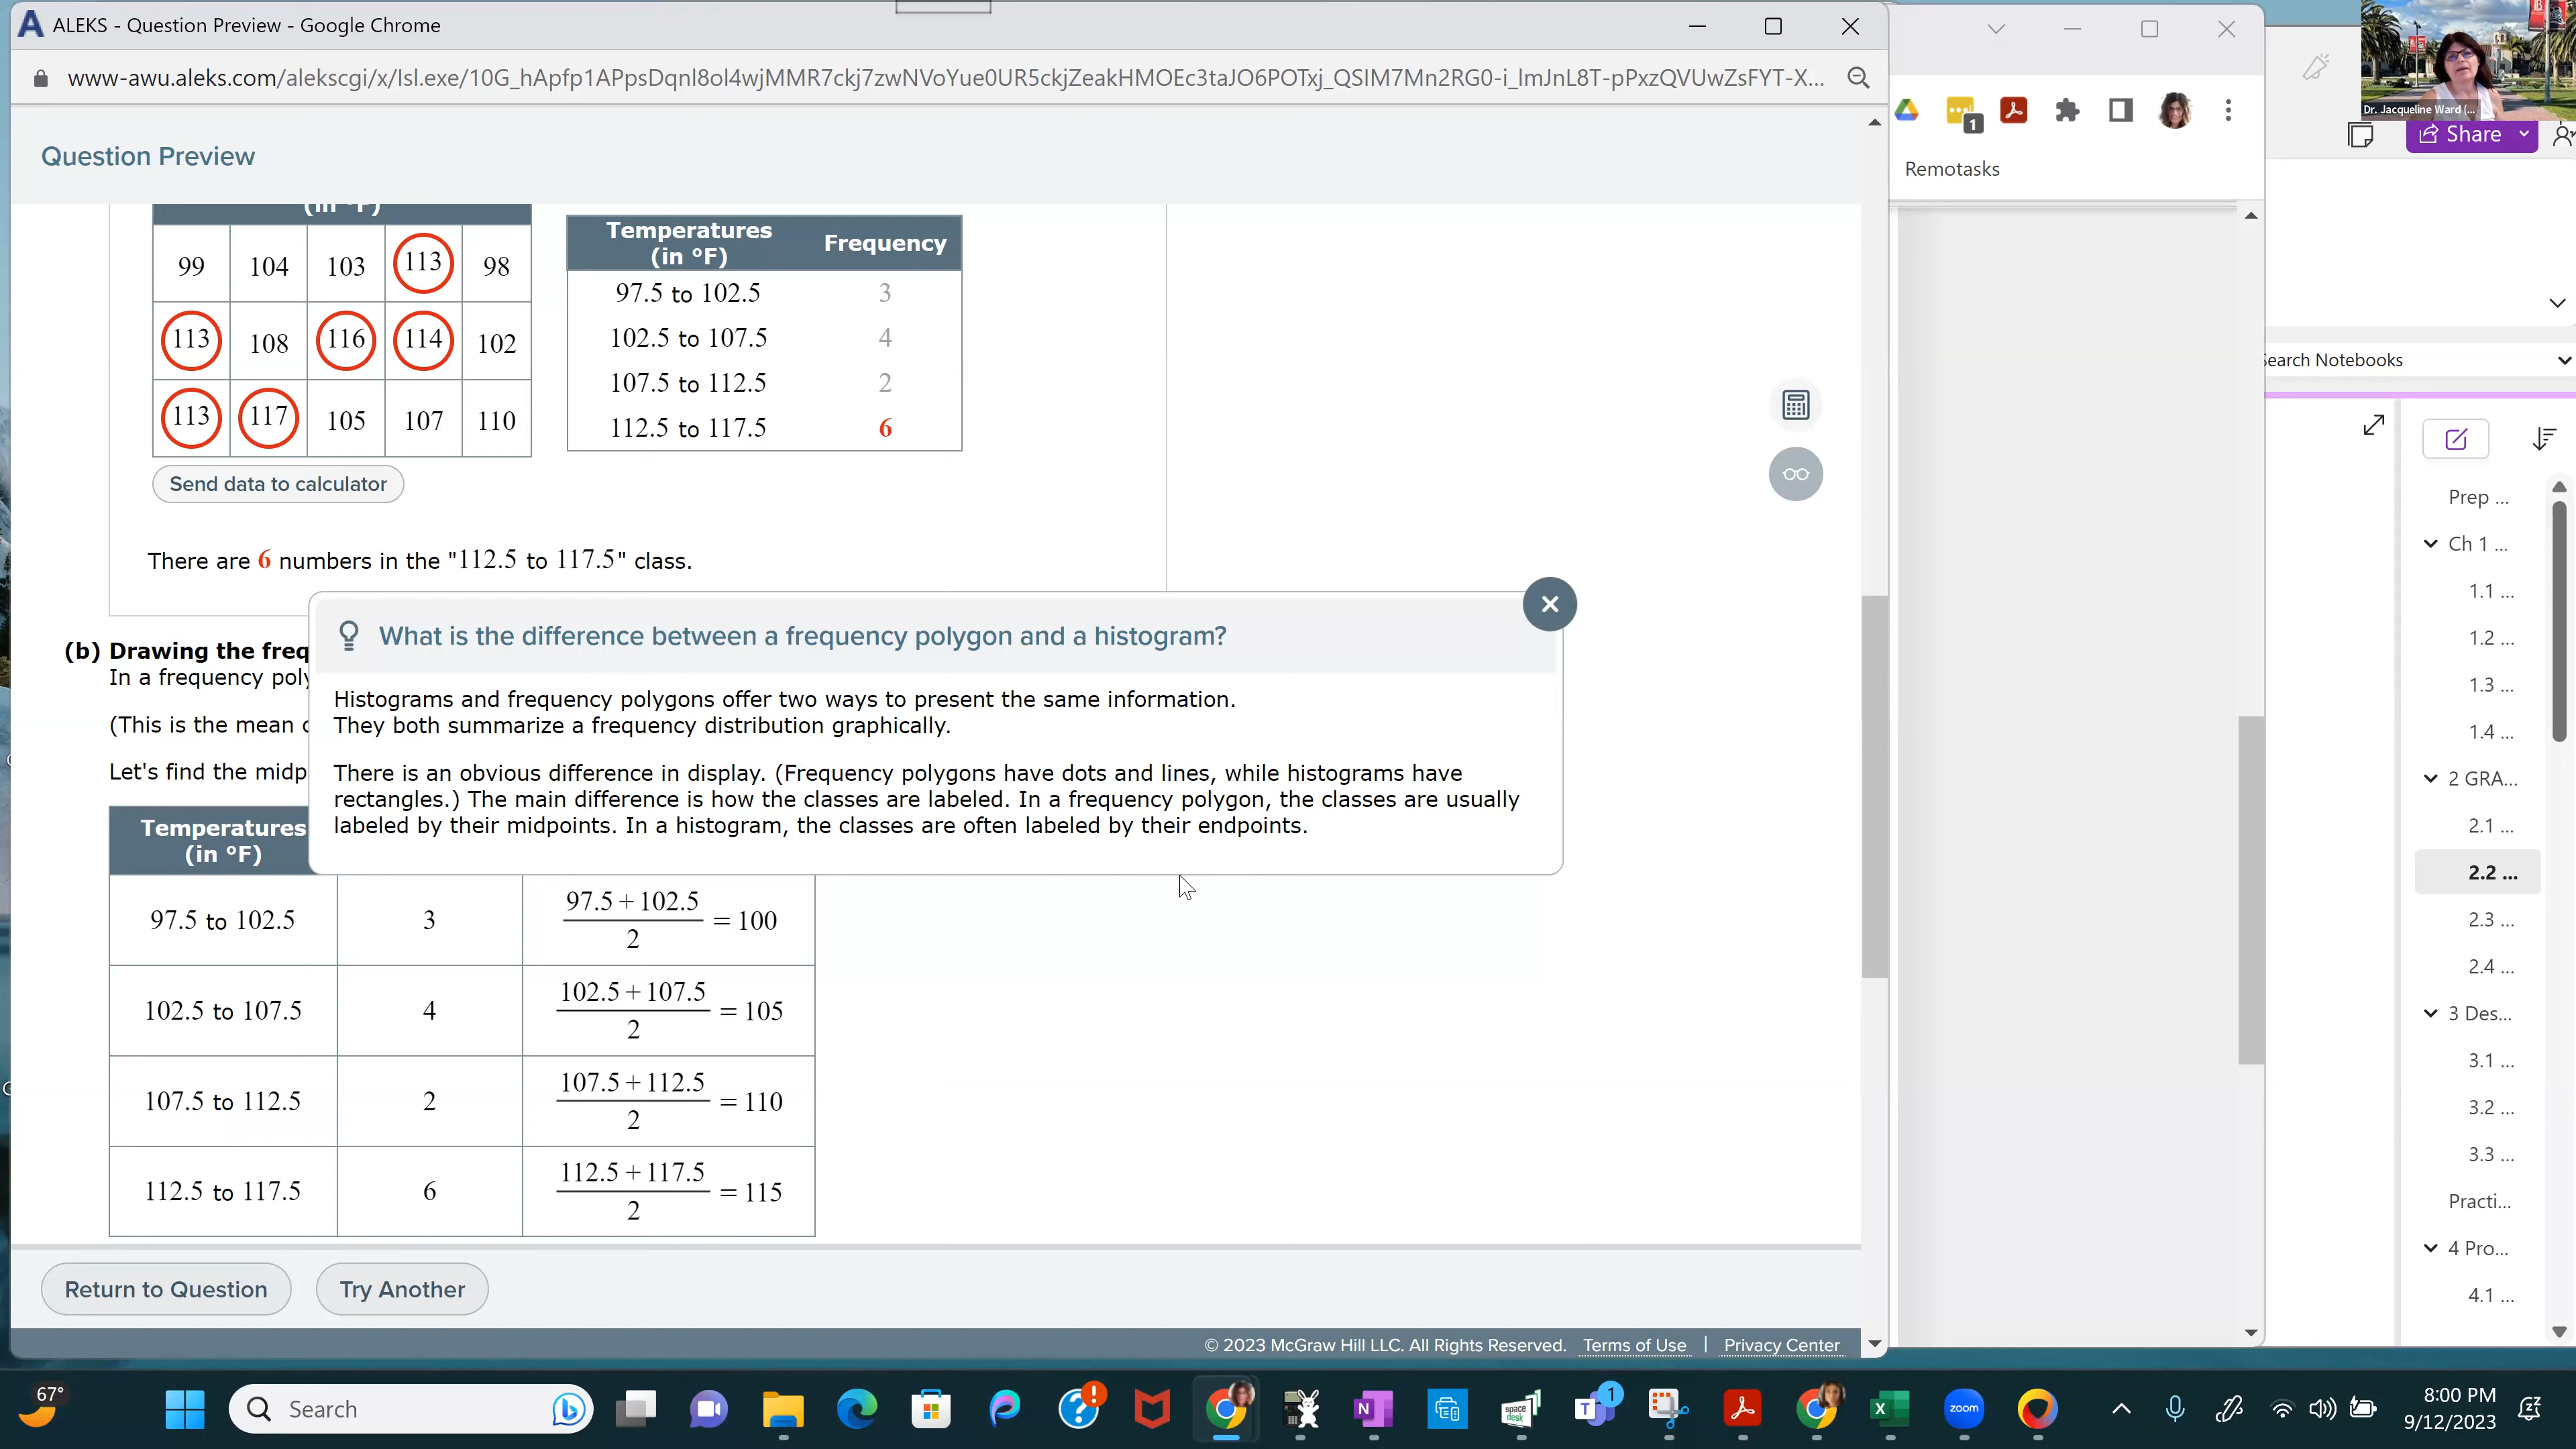 ALEKS - Question Preview - Google Chrome
Dr. Jacqueline Ward (...
Share
Remotasks
1
Question Preview
(in °F)
99 104 103 113 98
113 108 116 114 102
113 117 105 107 110
Send data to calculator
Temperatures (in °F) Frequency
97.5 to 102.5 3
102.5 to 107.5 4
107.5 to 112.5 2
112.5 to 117.5 6
There are 6 numbers in the "112.5 to 117.5" class.
What is the difference between a frequency polygon and a histogram?
Histograms and frequency polygons offer two ways to present the same information.
They both summarize a frequency distribution graphically.
There is an obvious difference in display. (Frequency polygons have dots and lines, while histograms have
rectangles.) The main difference is how the classes are labeled. In a frequency polygon, the classes are usually
labeled by their midpoints. In a histogram, the classes are often labeled by their endpoints.
(b) Drawing the freq
In a frequency poly
(This is the mean
Let's find the midp
Temperatures
(in °F)
97.5 to 102.5 3 97.5 + 102.5 / 2 = 100
102.5 to 107.5 4 102.5 + 107.5 / 2 = 105
107.5 to 112.5 2 107.5 + 112.5 / 2 = 110
112.5 to 117.5 6 112.5 + 117.5 / 2 = 115
Return to Question Try Another
© 2023 McGraw Hill LLC. All Rights Reserved. Terms of Use | Privacy Center
Search Notebooks
Prep ...
Ch 1 ...
1.1 ...
1.2 ...
1.3 ...
1.4 ...
2 GRA...
2.1 ...
2.2 ...
2.3 ...
2.4 ...
3 Des...
3.1 ...
3.2 ...
3.3 ...
Practi...
4 Pro...
4.1 ...
67°
Search
space desk
1
zoom
8:00 PM
9/12/2023